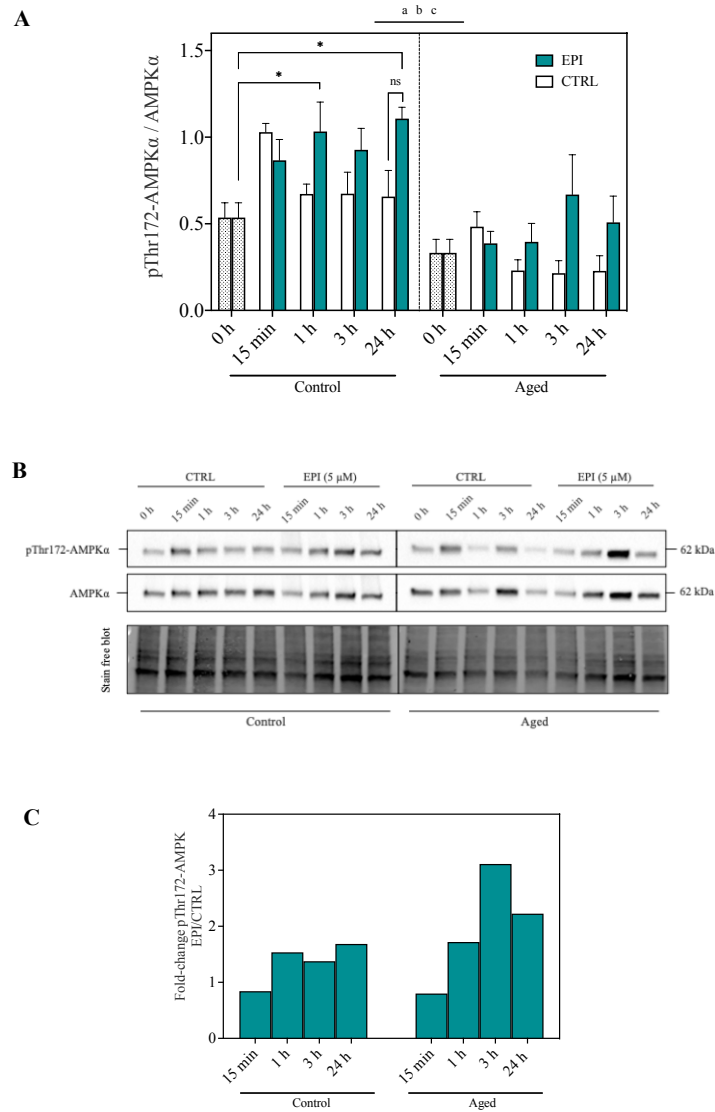 A
a b c
pThr172-AMPKα / AMPKα
1.5
1.0
0.5
0.0
*
*
ns
EPI
CTRL
0 h
15 min
1 h
3 h
24 h
0 h
15 min
1 h
3 h
24 h
Control
Aged
B
CTRL
EPI (5 µM)
CTRL
EPI (5 µM)
0 h
15 min
1 h
3 h
24 h
15 min
1 h
3 h
24 h
0 h
15 min
1 h
3 h
24 h
15 min
1 h
3 h
24 h
pThr172-AMPKα
62 kDa
AMPKα
62 kDa
Stain free blot
Control
Aged
C
Fold-change pThr172-AMPK
EPI/CTRL
4
3
2
1
0
15 min
1 h
3 h
24 h
15 min
1 h
3 h
24 h
Control
Aged